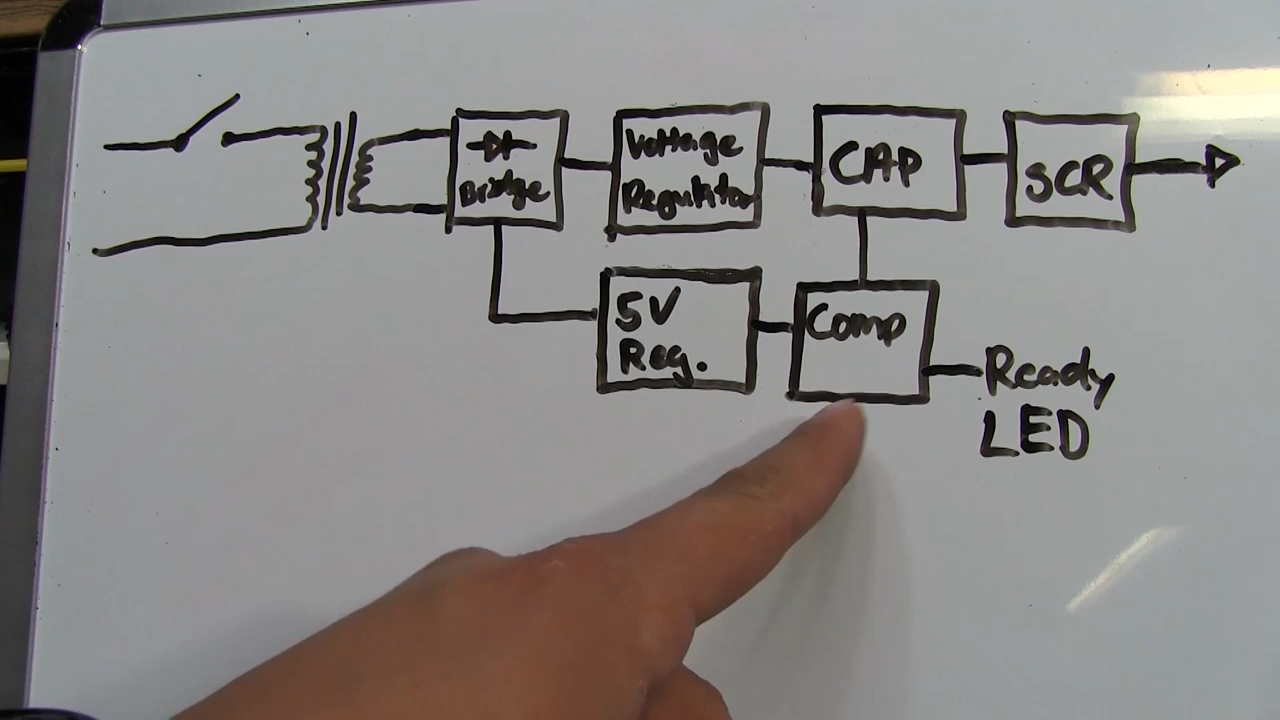 Bridge
Voltage
Regulator
CAP
SCR
5V
Reg.
Comp
Ready
LED